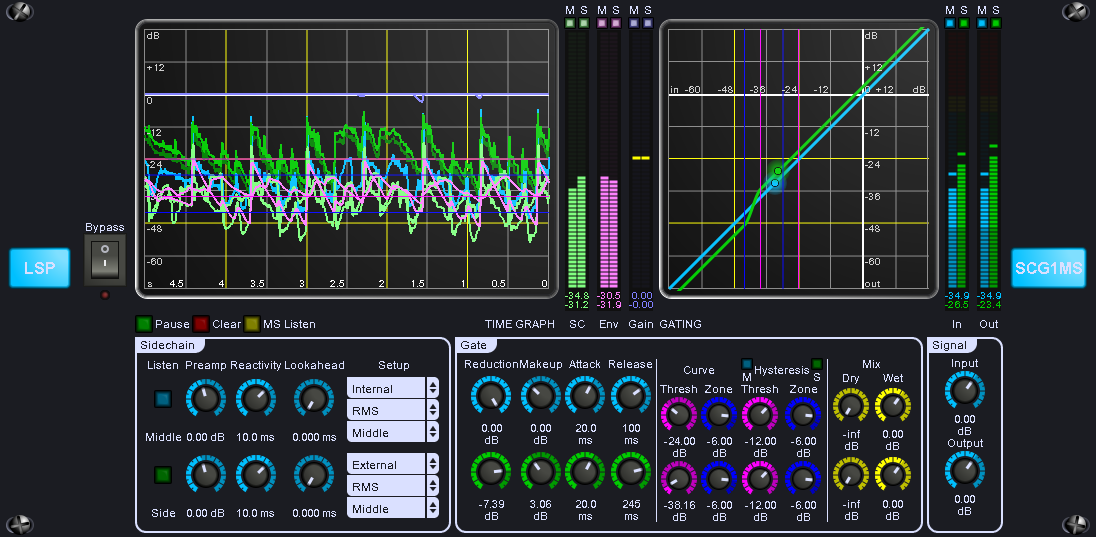 M S M S M S M S M S
dB
+12
0
-12
-24
-36
-48
-60
s 4.5 4 3.5 3 2.5 2 1.5 1 0.5 0
-34.8 -30.5 0.00
-31.2 -31.9 -0.00
dB
+12
in -60 -48 -36 -24 -12 0 +12 dB
-12
-24
-36
-48
-60
out
-34.9 -34.9
-26.5 -23.4
Bypass
LSP
SCG1MS
Pause Clear MS Listen TIME GRAPH SC Env Gain GATING In Out
Sidechain
Listen Preamp Reactivity Lookahead Setup
Internal
RMS
Middle
Middle 0.00 dB 10.0 ms 0.000 ms
External
RMS
Middle
Side 0.00 dB 10.0 ms 0.000 ms
Gate
Reduction Makeup Attack Release Curve Hysteresis Mix
M S
Thresh Zone Thresh Zone Dry Wet
0.00 dB 0.00 dB 20.0 ms 100 ms -24.00 dB -6.00 dB -12.00 dB -6.00 dB -inf dB 0.00 dB
-7.39 dB 3.06 dB 20.0 ms 245 ms -38.16 dB -6.00 dB -12.00 dB -6.00 dB -inf dB 0.00 dB
Signal
Input
0.00
dB
Output
0.00
dB